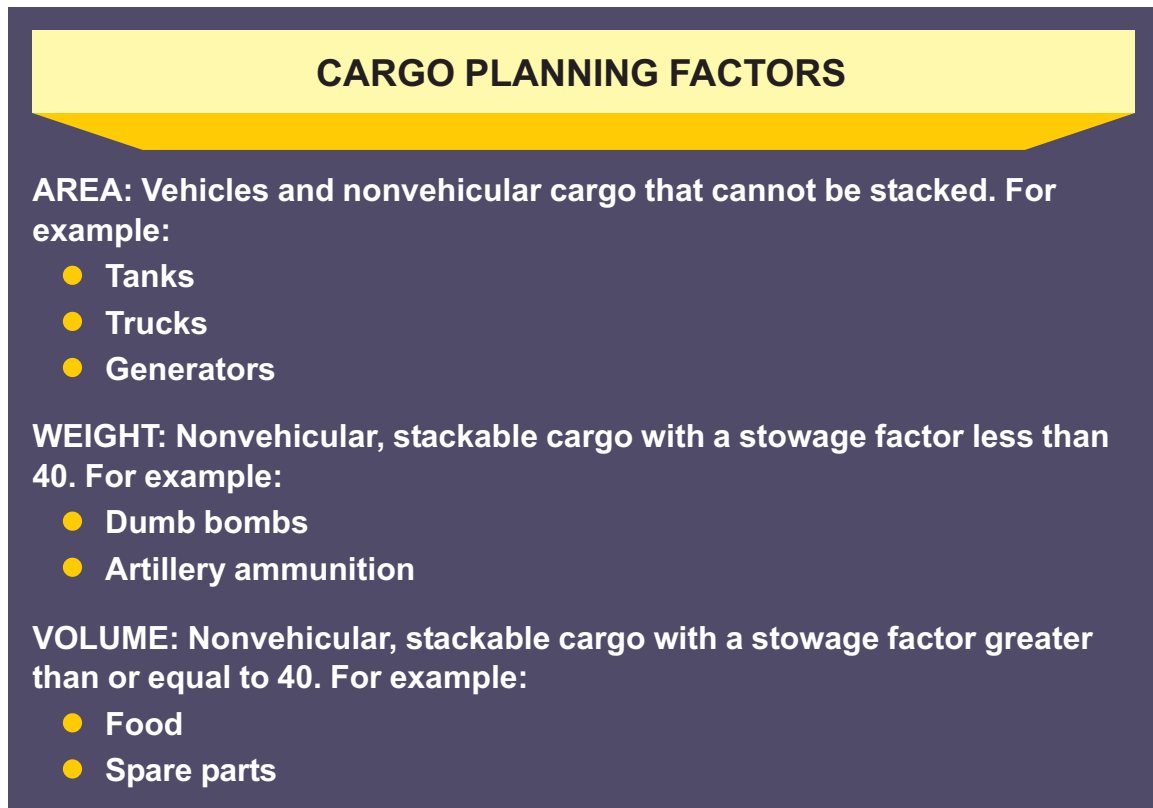 CARGO PLANNING FACTORS
AREA: Vehicles and nonvehicular cargo that cannot be stacked. For
example:
Tanks
Trucks
Generators
WEIGHT: Nonvehicular, stackable cargo with a stowage factor less than
40. For example:
Dumb bombs
Artillery ammunition
VOLUME: Nonvehicular, stackable cargo with a stowage factor greater
than or equal to 40. For example:
Food
Spare parts